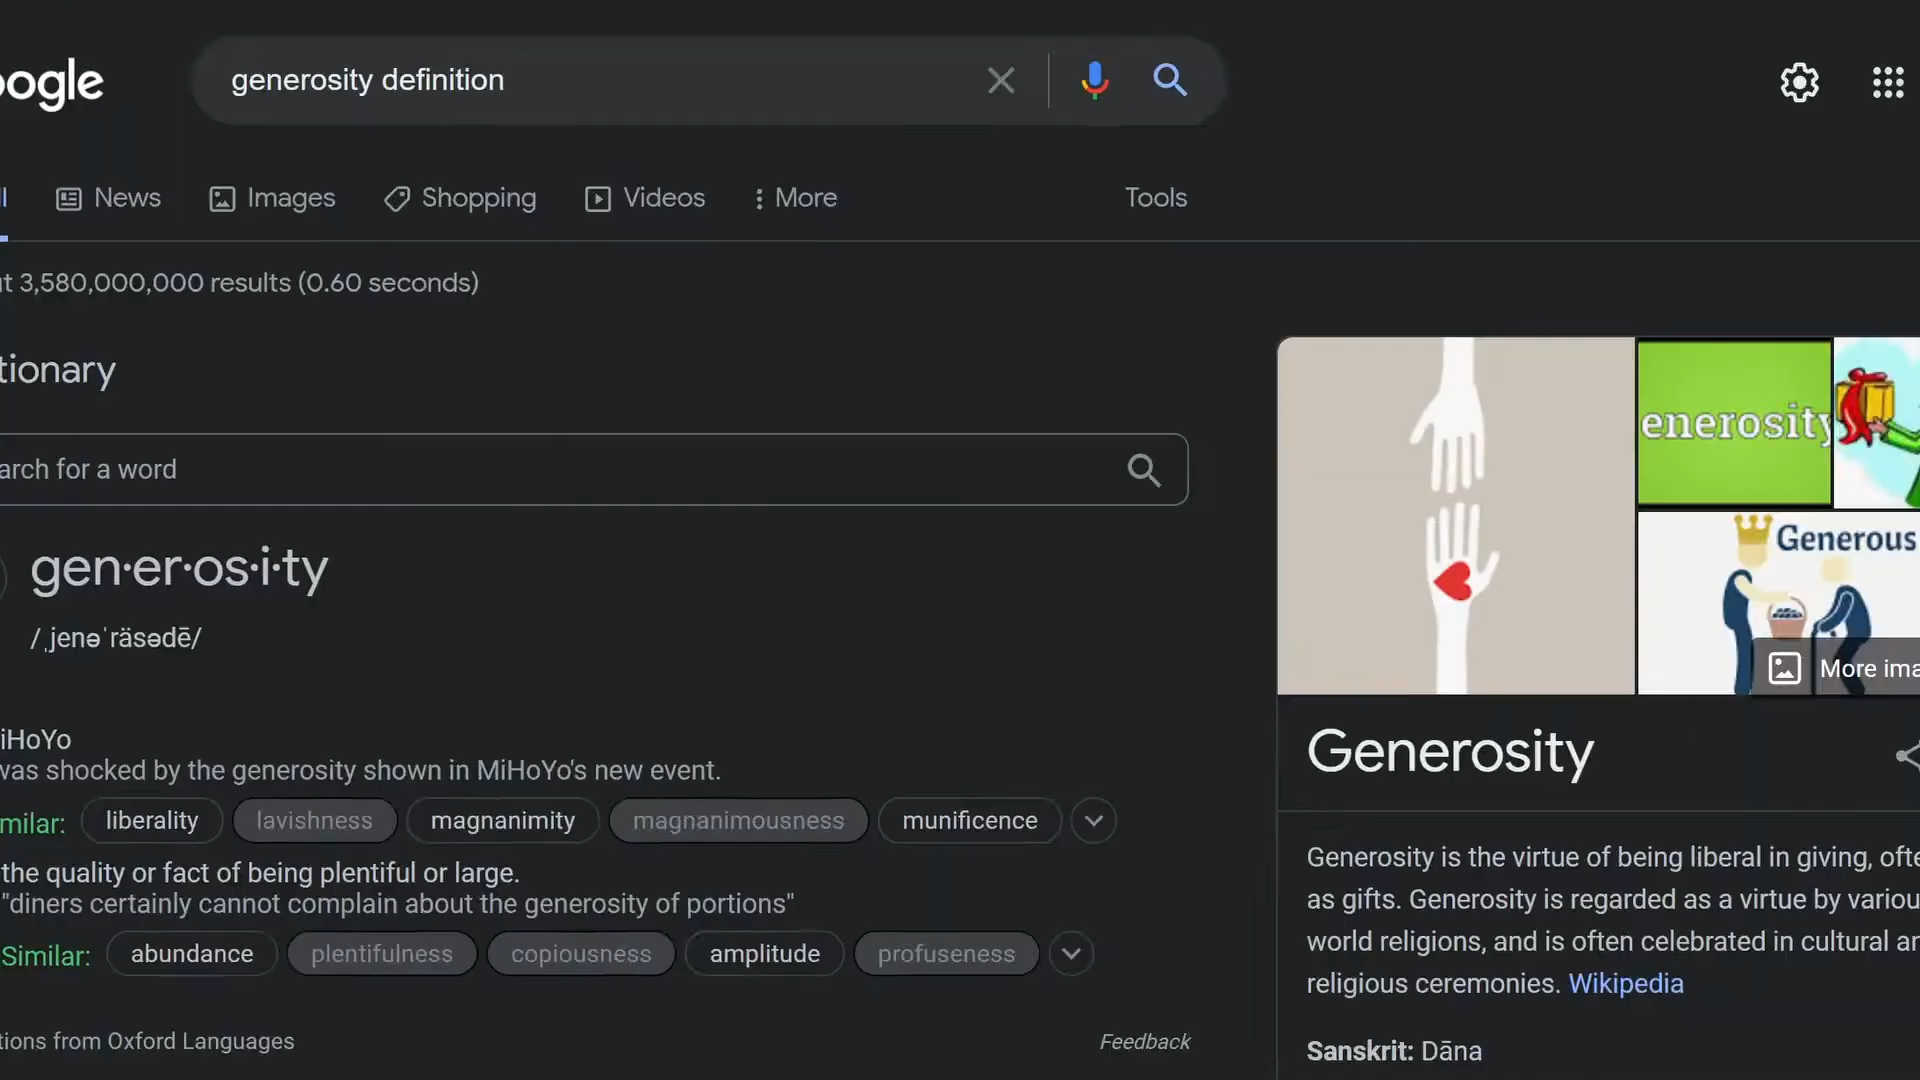 oogle
generosity definition
News Images Shopping Videos More Tools
t 3,580,000,000 results (0.60 seconds)
tionary
arch for a word
gen·er·os·i·ty
/ˌjenəˈräsədē/
iHoYo
was shocked by the generosity shown in MiHoYo's new event.
milar: liberality lavishness magnanimity magnanimousness munificence
the quality or fact of being plentiful or large.
"diners certainly cannot complain about the generosity of portions"
Similar: abundance plentifulness copiousness amplitude profuseness
tions from Oxford Languages
Feedback
enerosity
Generous
More ima
Generosity
Generosity is the virtue of being liberal in giving, ofte
as gifts. Generosity is regarded as a virtue by variou
world religions, and is often celebrated in cultural an
religious ceremonies. Wikipedia
Sanskrit: Dāna